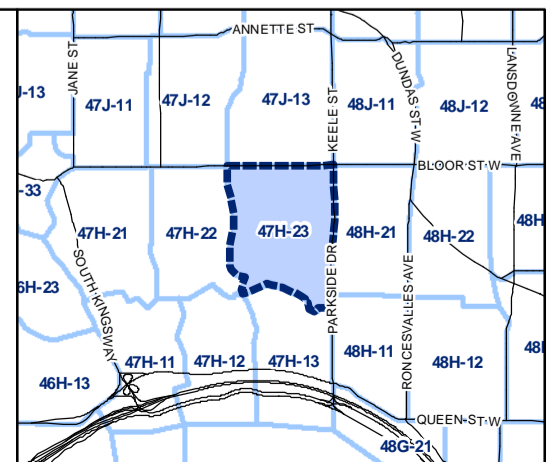 ANNETTE ST
JANE ST
DUNDAS ST W
LANSDOWNE AVE
KEELE ST
J-13
47J-11
47J-12
47J-13
48J-11
48J-12
48
BLOOR ST W
-33
47H-21
47H-22
47H-23
48H-21
48H-22
48H
SOUTH KINGSWAY
PARKSIDE DR
RONCESVALLES AVE
6H-23
46H-13
47H-11
47H-12
47H-13
48H-11
48H-12
48H
QUEEN ST W
48G-21